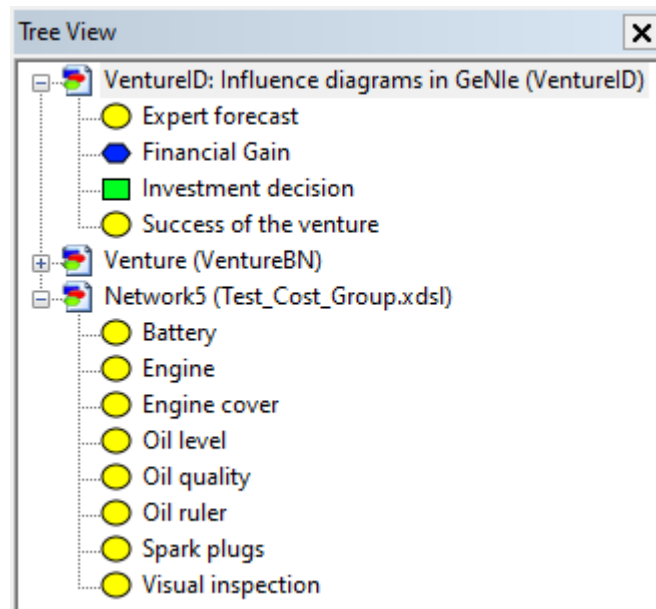 Tree View
VentureID: Influence diagrams in GeNIe (VentureID)
Expert forecast
Financial Gain
Investment decision
Success of the venture
Venture (VentureBN)
Network5 (Test_Cost_Group.xdsl)
Battery
Engine
Engine cover
Oil level
Oil quality
Oil ruler
Spark plugs
Visual inspection